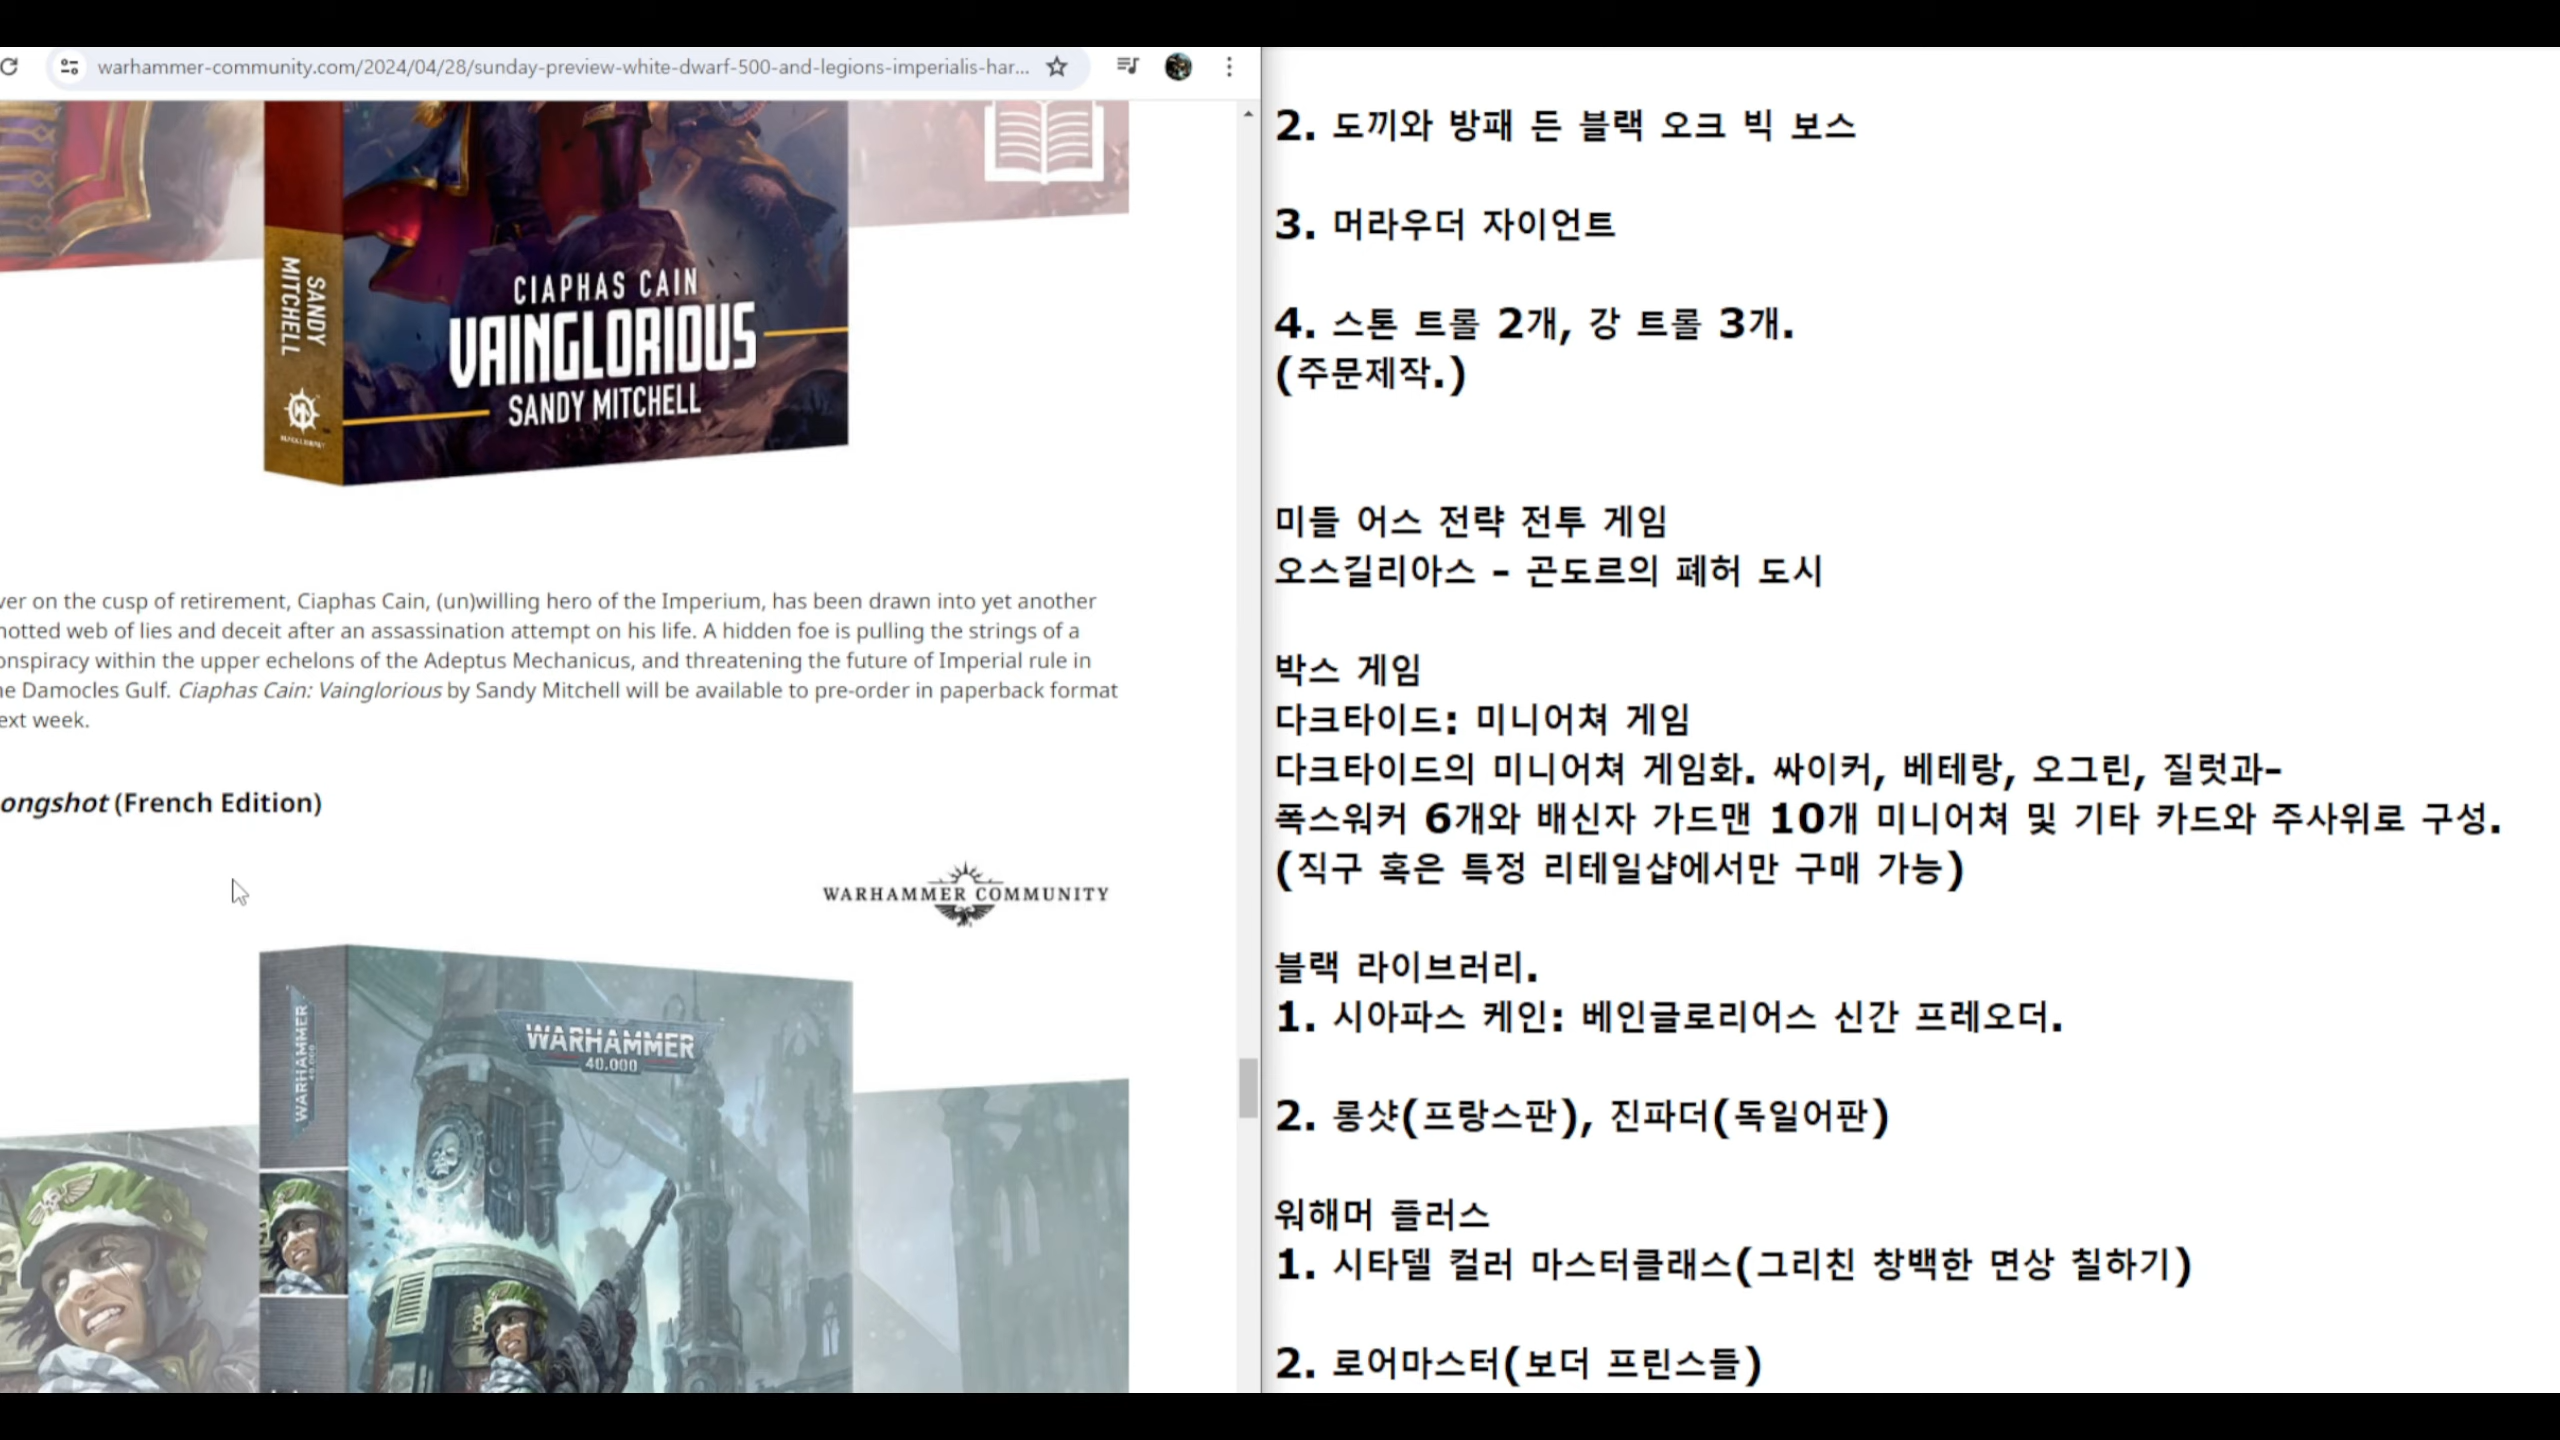 warhammer-community.com/2024/04/28/sunday-preview-white-dwarf-500-and-legions-imperialis-har...
SANDY
MITCHELL
CIAPHAS CAIN
VAINGLORIOUS
SANDY MITCHELL
ver on the cusp of retirement, Ciaphas Cain, (un)willing hero of the Imperium, has been drawn into yet another
notted web of lies and deceit after an assassination attempt on his life. A hidden foe is pulling the strings of a
onspiracy within the upper echelons of the Adeptus Mechanicus, and threatening the future of Imperial rule in
e Damocles Gulf. Ciaphas Cain: Vainglorious by Sandy Mitchell will be available to pre-order in paperback format
ext week.
ongshot (French Edition)
WARHAMMER COMMUNITY
WARHAMMER
40.000
WARHAMMER
40.000
2. 도끼와 방패 든 블랙 오크 빅 보스
3. 머라우더 자이언트
4. 스톤 트롤 2개, 강 트롤 3개.
(주문제작.)
미들 어스 전략 전투 게임
오스길리아스 - 곤도르의 폐허 도시
박스 게임
다크타이드: 미니어쳐 게임
다크타이드의 미니어쳐 게임화. 싸이커, 베테랑, 오그린, 질럿과-
폭스워커 6개와 배신자 가드맨 10개 미니어쳐 및 기타 카드와 주사위로 구성.
(직구 혹은 특정 리테일샵에서만 구매 가능)
블랙 라이브러리.
1. 시아파스 케인: 베인글로리어스 신간 프레오더.
2. 롱샷(프랑스판), 진파더(독일어판)
워해머 플러스
1. 시타델 컬러 마스터클래스(그리친 창백한 면상 칠하기)
2. 로어마스터(보더 프린스들)